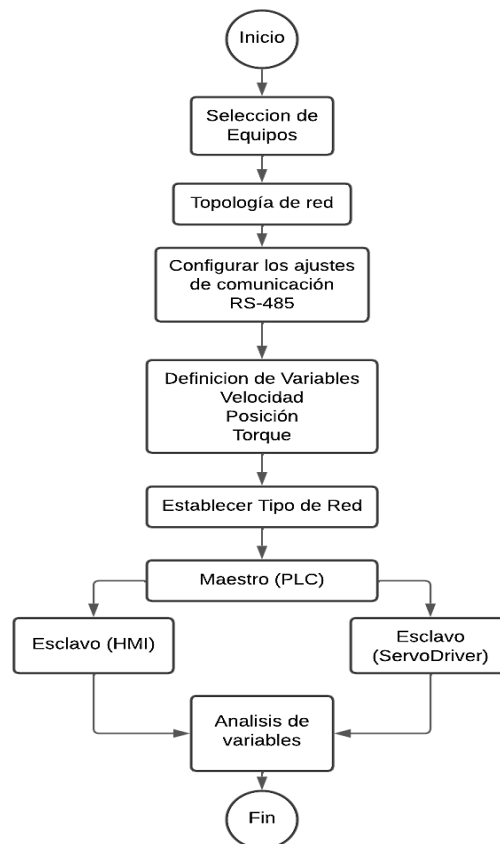 Inicio
Seleccion de
Equipos
Topología de red
Configurar los ajustes
de comunicación
RS-485
Definicion de Variables
Velocidad
Posición
Torque
Establecer Tipo de Red
Maestro (PLC)
Esclavo (HMI)
Esclavo
(ServoDriver)
Analisis de
variables
Fin